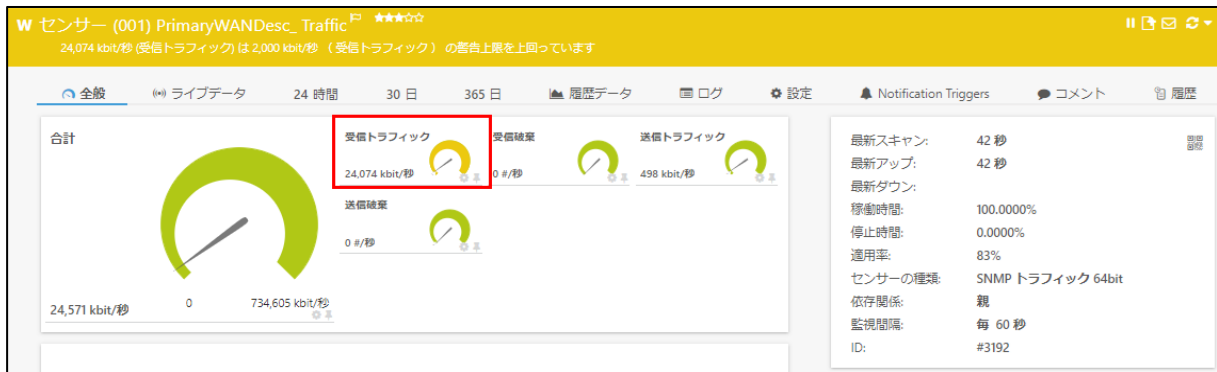 W センサー (001) PrimaryWANDesc_ Traffic
24,074 kbit/秒 (受信トラフィック) は 2,000 kbit/秒 （ 受信トラフィック ） の警告上限を上回っています
全般 ライブデータ 24 時間 30 日 365 日 履歴データ ログ 設定 Notification Triggers コメント 履歴
合計
24,571 kbit/秒
0
734,605 kbit/秒
受信トラフィック
24,074 kbit/秒
受信破棄
0 #/秒
送信トラフィック
498 kbit/秒
送信破棄
0 #/秒
最新スキャン: 42 秒
最新アップ: 42 秒
最新ダウン:
稼働時間: 100.0000%
停止時間: 0.0000%
適用率: 83%
センサーの種類: SNMP トラフィック 64bit
依存関係: 親
監視間隔: 毎 60 秒
ID: #3192